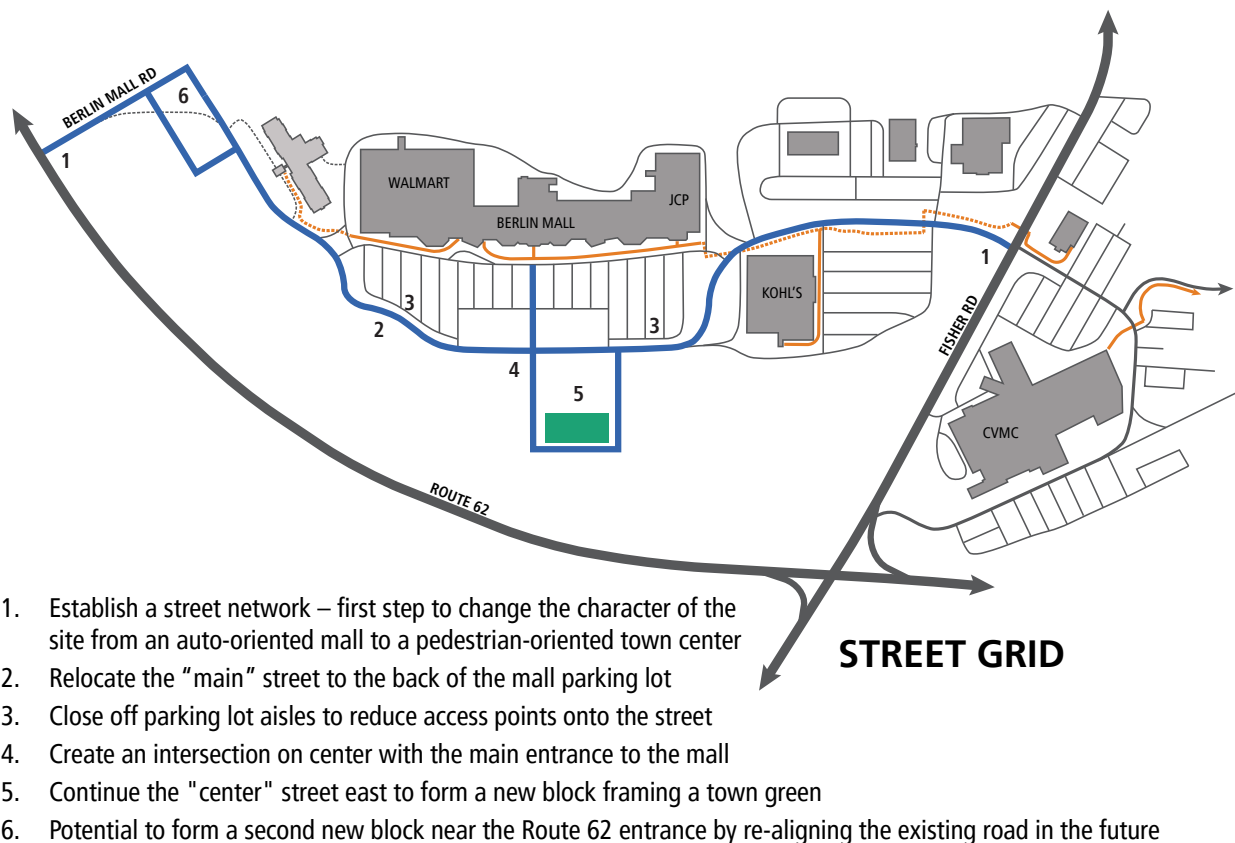 BERLIN MALL RD
6
1
WALMART
JCP
BERLIN MALL
3
2
3
KOHL'S
1
FISHER RD
4
5
CVMC
ROUTE 62
1. Establish a street network – first step to change the character of the
site from an auto-oriented mall to a pedestrian-oriented town center
STREET GRID
2. Relocate the “main” street to the back of the mall parking lot
3. Close off parking lot aisles to reduce access points onto the street
4. Create an intersection on center with the main entrance to the mall
5. Continue the "center" street east to form a new block framing a town green
6. Potential to form a second new block near the Route 62 entrance by re-aligning the existing road in the future